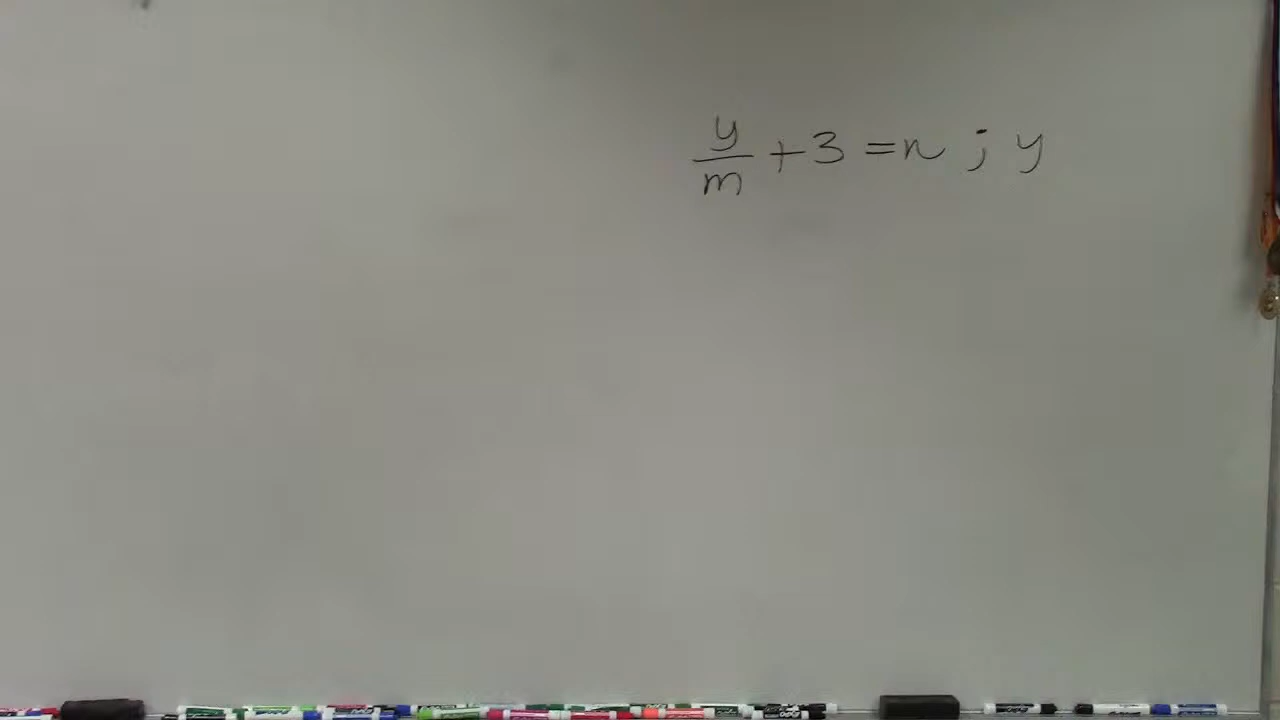 y/m + 3 = n ; y